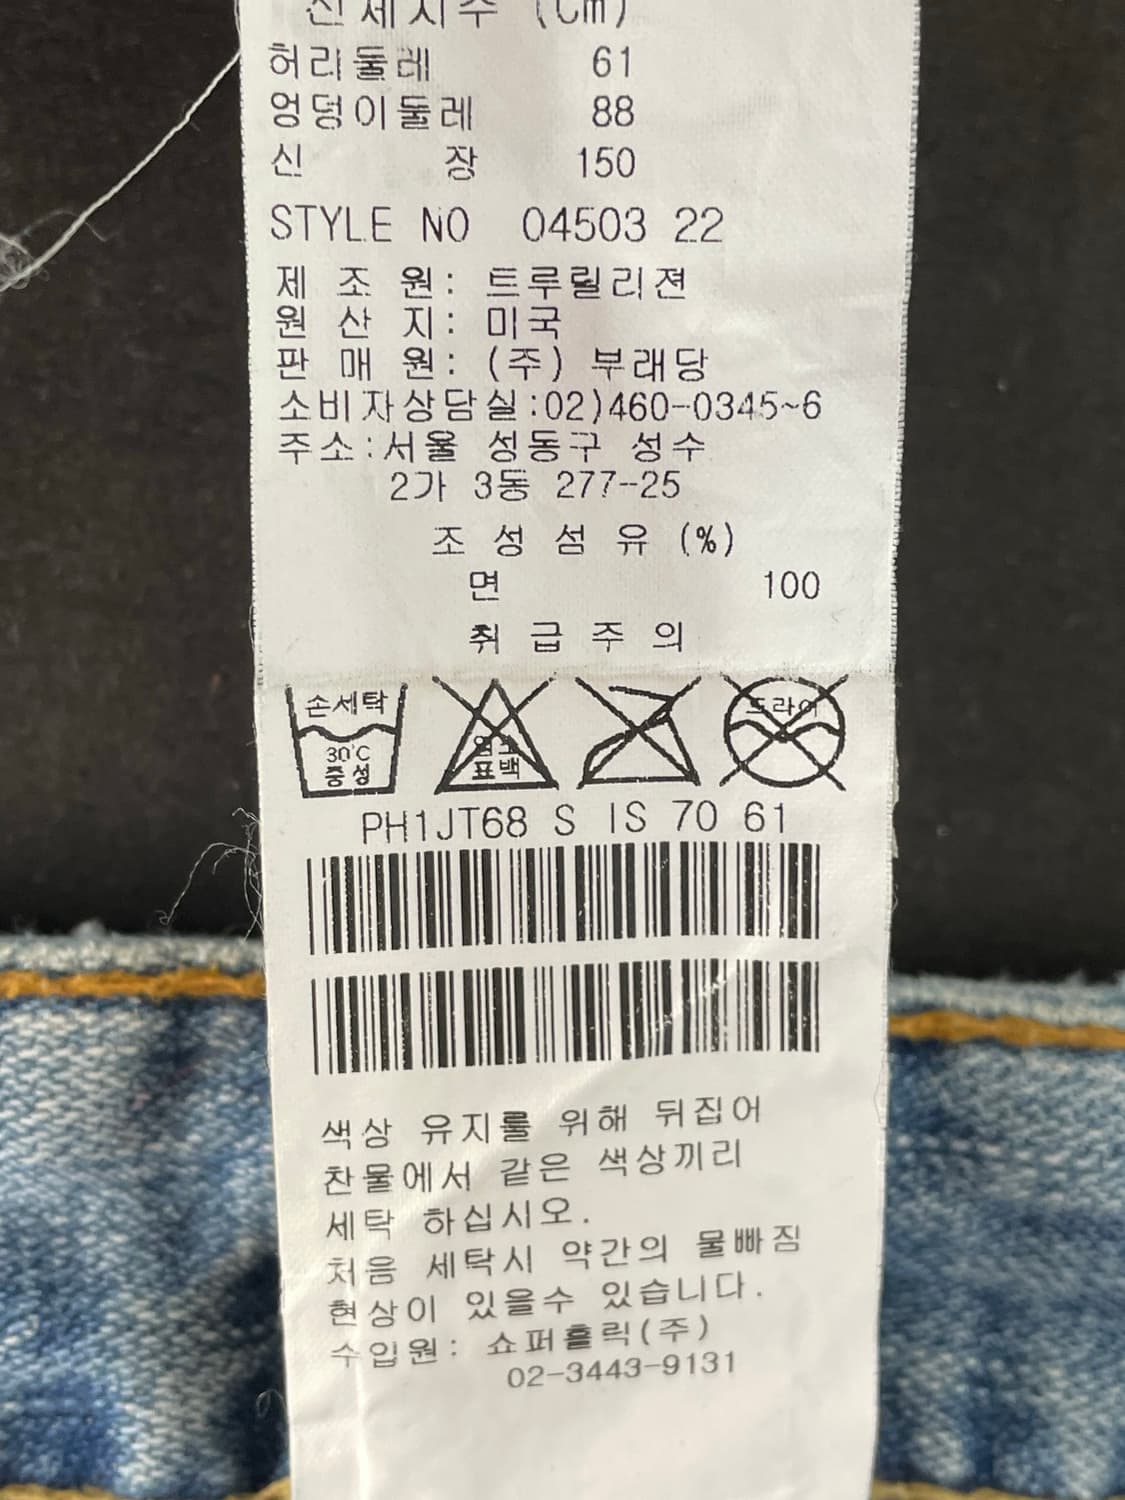 신체치수 (Cm)
허리둘레 61
엉덩이둘레 88
신 장 150
STYLE NO 04503 22
제 조 원: 트루릴리젼
원 산 지: 미국
판 매 원: (주) 부래당
소비자상담실:02)460-0345~6
주소:서울 성동구 성수
2가 3동 277-25
조 성 섬 유 (%)
면 100
취 급 주 의
손세탁
30℃
중성
염소
표백
드라이
PH1JT68 S IS 70 61
색상 유지를 위해 뒤집어
찬물에서 같은 색상끼리
세탁 하십시오.
처음 세탁시 약간의 물빠짐
현상이 있을수 있습니다.
수입원: 쇼퍼홀릭(주)
02-3443-9131